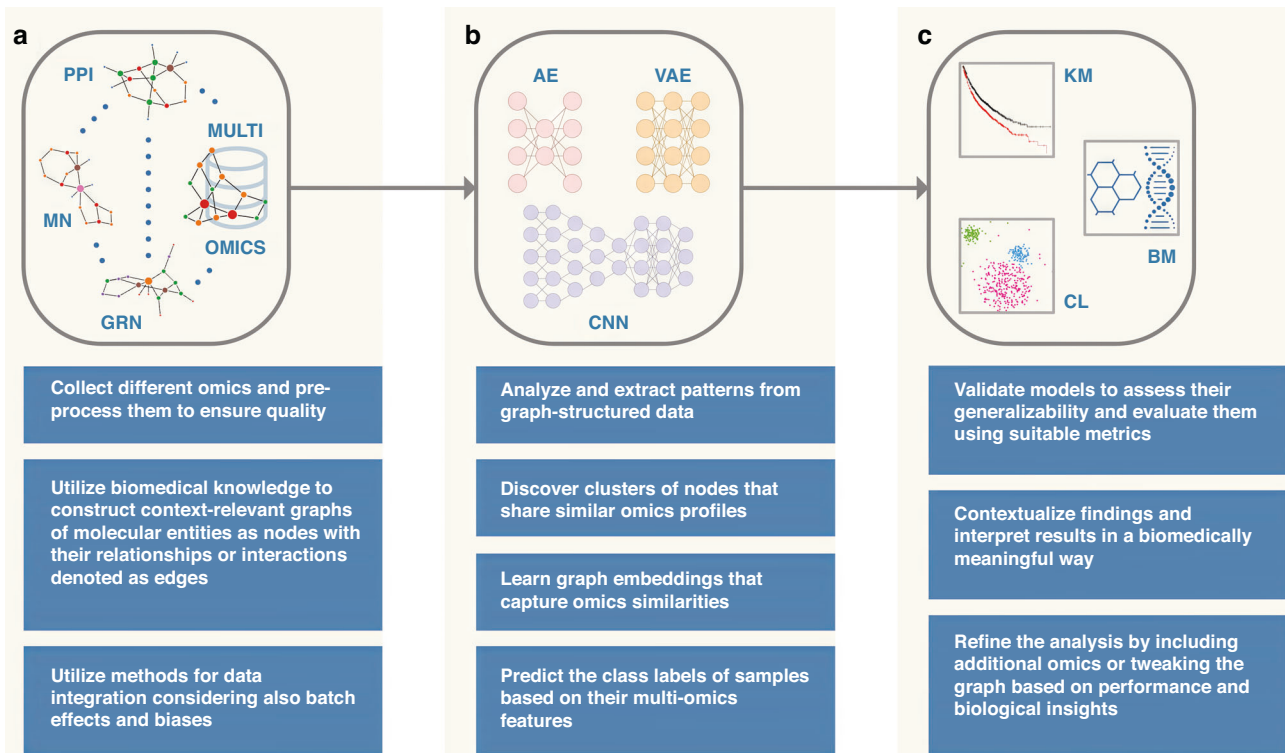 a
PPI
MULTI
MN
OMICS
GRN
Collect different omics and pre-
process them to ensure quality
Utilize biomedical knowledge to
construct context-relevant graphs
of molecular entities as nodes with
their relationships or interactions
denoted as edges
Utilize methods for data
integration considering also batch
effects and biases
b
AE
VAE
CNN
Analyze and extract patterns from
graph-structured data
Discover clusters of nodes that
share similar omics profiles
Learn graph embeddings that
capture omics similarities
Predict the class labels of samples
based on their multi-omics
features
c
KM
BM
CL
Validate models to assess their
generalizability and evaluate them
using suitable metrics
Contextualize findings and
interpret results in a biomedically
meaningful way
Refine the analysis by including
additional omics or tweaking the
graph based on performance and
biological insights